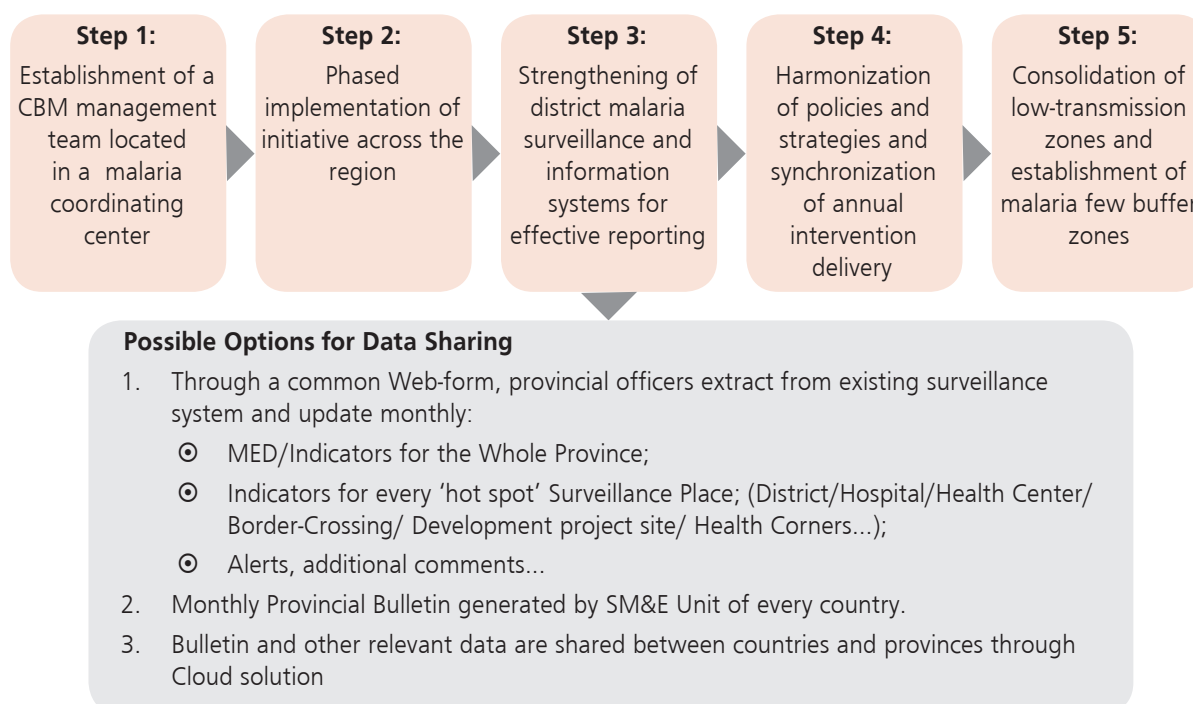 Step 1:
Establishment of a
CBM management
team located
in a malaria
coordinating
center
Step 2:
Phased
implementation of
initiative across the
region
Step 3:
Strengthening of
district malaria
surveillance and
information
systems for
effective reporting
Step 4:
Harmonization
of policies and
strategies and
synchronization
of annual
intervention
delivery
Step 5:
Consolidation of
low-transmission
zones and
establishment of
malaria few buffer
zones
Possible Options for Data Sharing
1. Through a common Web-form, provincial officers extract from existing surveillance
system and update monthly:
⦿ MED/Indicators for the Whole Province;
⦿ Indicators for every ‘hot spot’ Surveillance Place; (District/Hospital/Health Center/
Border-Crossing/ Development project site/ Health Corners...);
⦿ Alerts, additional comments...
2. Monthly Provincial Bulletin generated by SM&E Unit of every country.
3. Bulletin and other relevant data are shared between countries and provinces through
Cloud solution